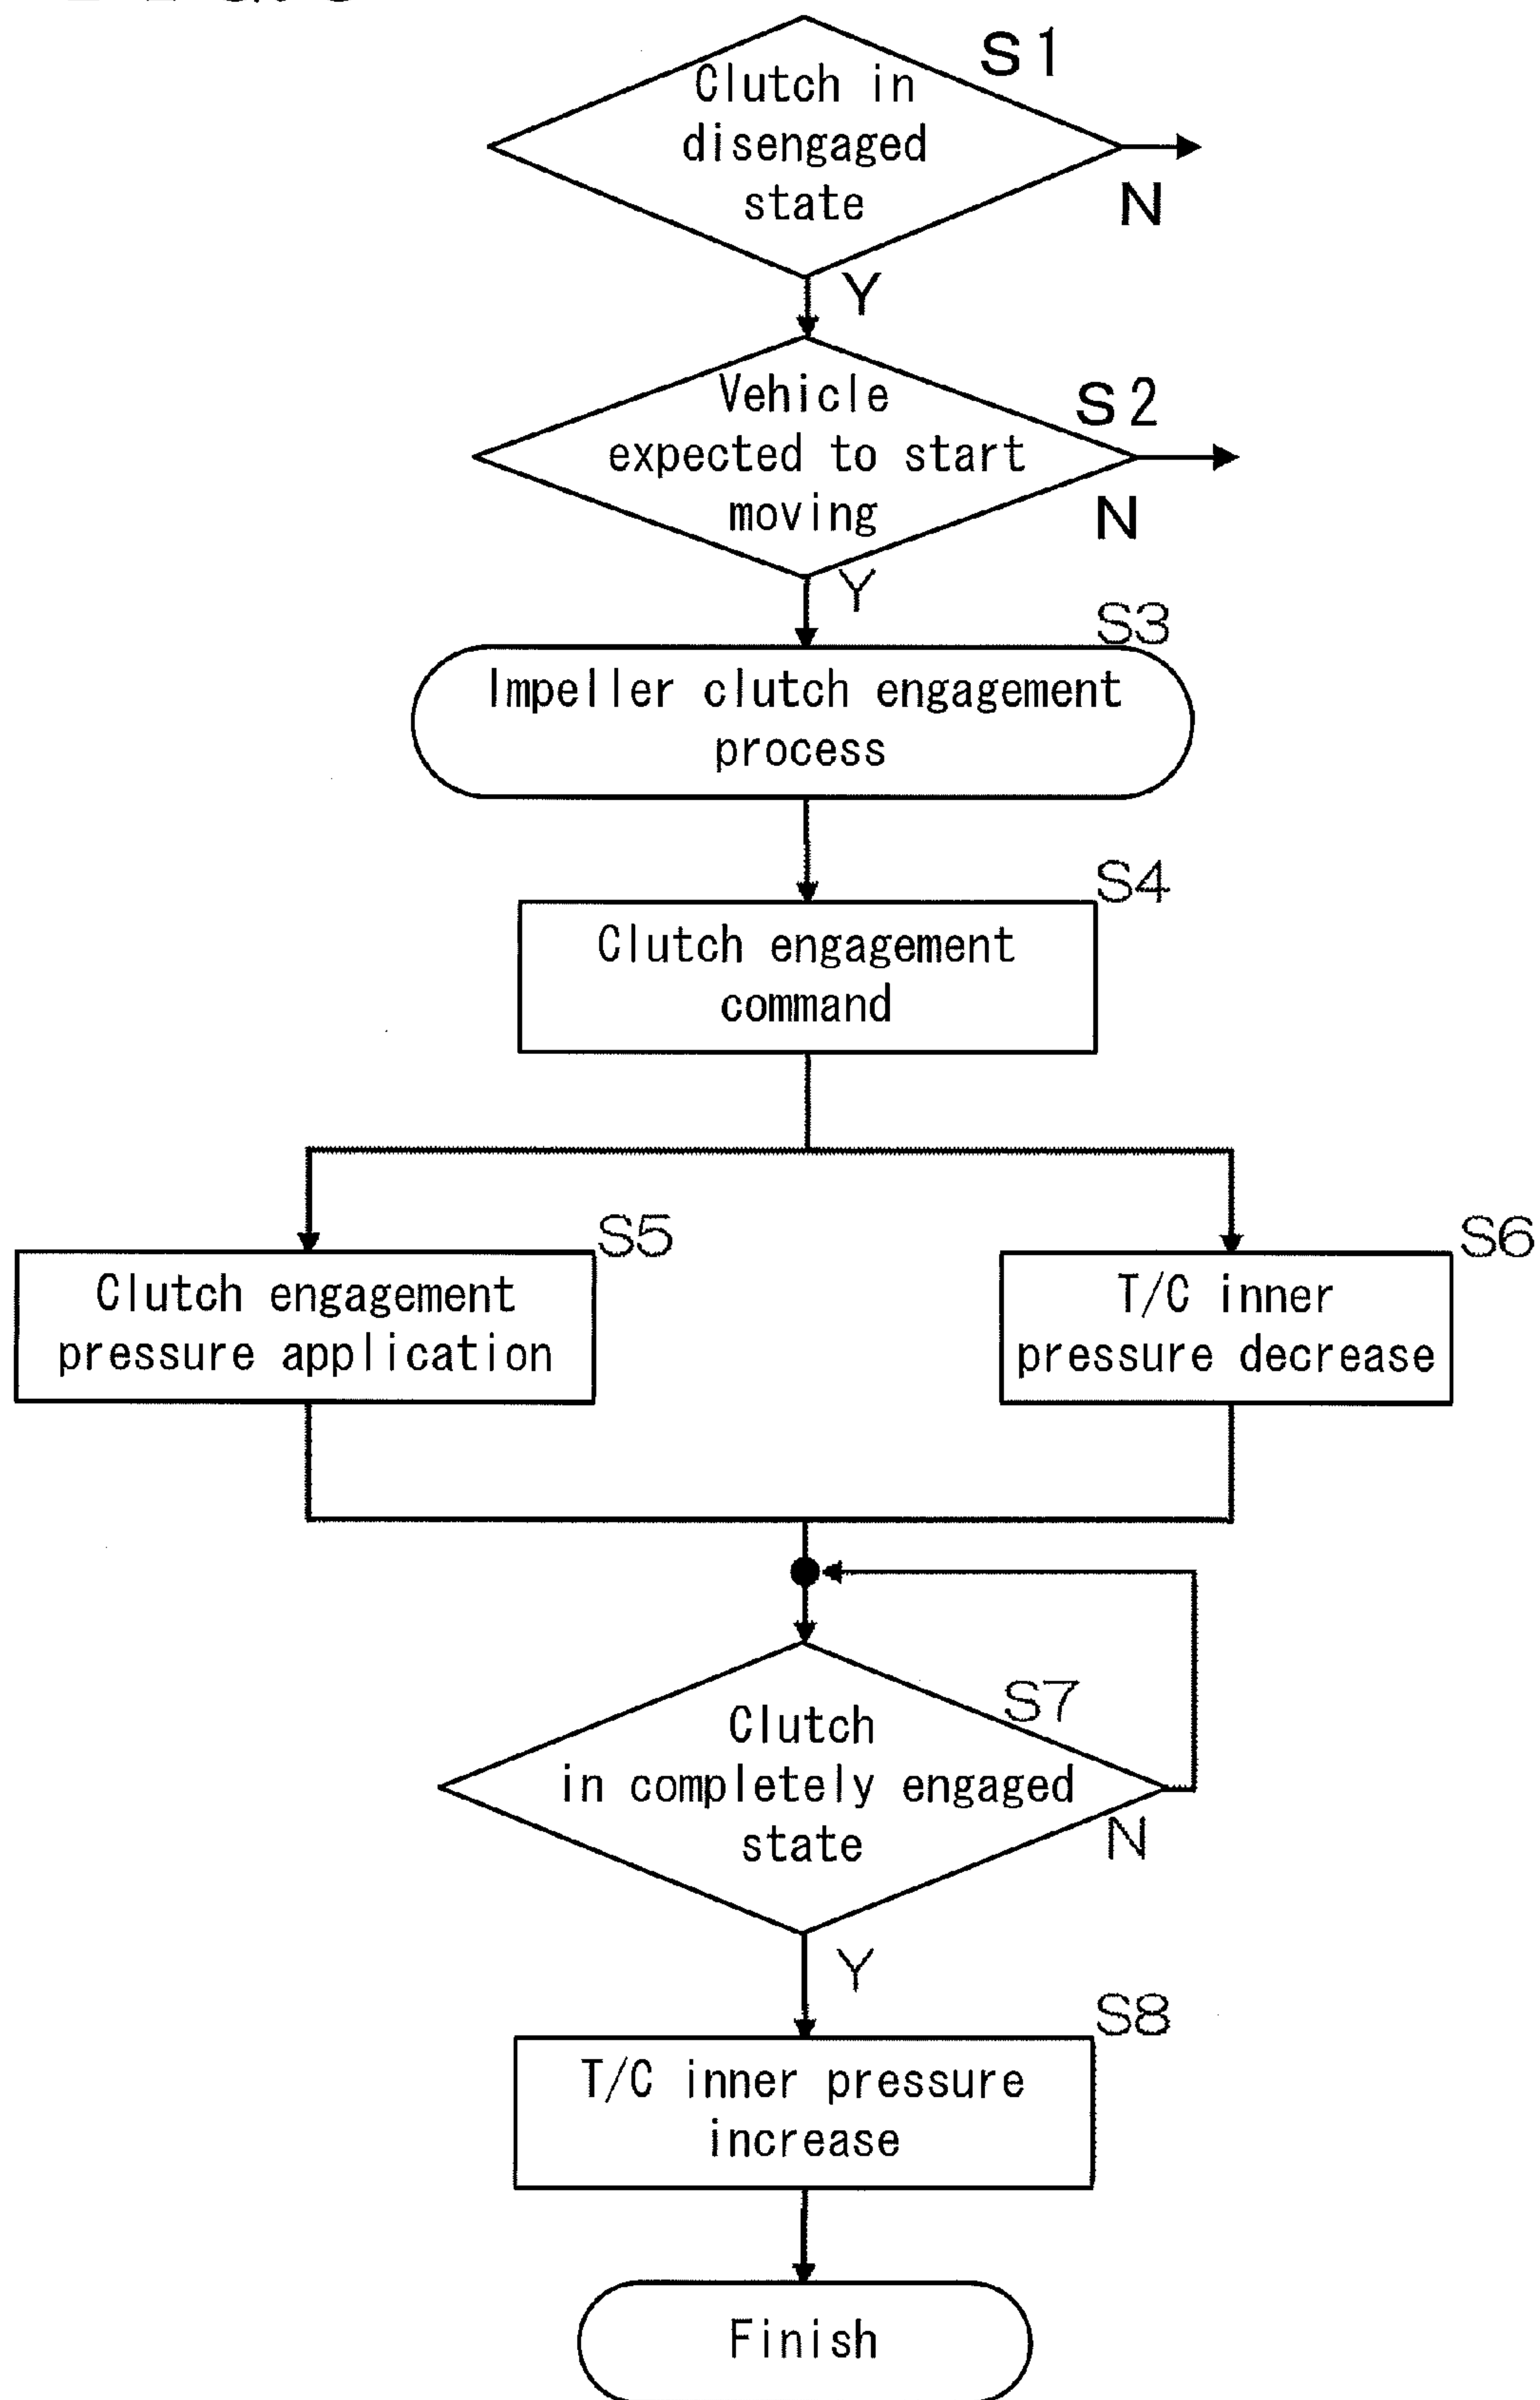 S1
Clutch in
disengaged
state
N
Y
Vehicle
S2
expected to start
moving
N
Y
S3
Impeller clutch engagement
process
S4
Clutch engagement
command
S5
Clutch engagement
pressure application
S6
T/C inner
pressure decrease
S7
Clutch
in completely engaged
state
N
Y
S8
T/C inner pressure
increase
Finish